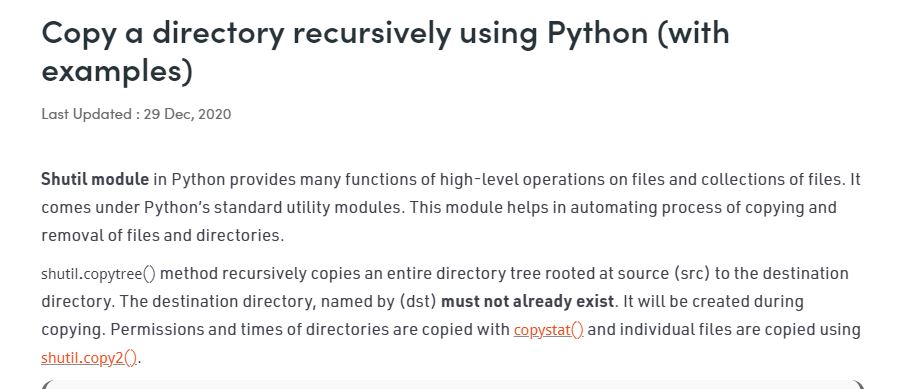 Copy a directory recursively using Python (with
examples)
Last Updated : 29 Dec, 2020
Shutil module in Python provides many functions of high-level operations on files and collections of files. It
comes under Python's standard utility modules. This module helps in automating process of copying and
removal of files and directories.
shutil.copytree() method recursively copies an entire directory tree rooted at source (src) to the destination
directory. The destination directory, named by (dst) must not already exist. It will be created during
copying. Permissions and times of directories are copied with copystat() and individual files are copied using
shutil.copy2().